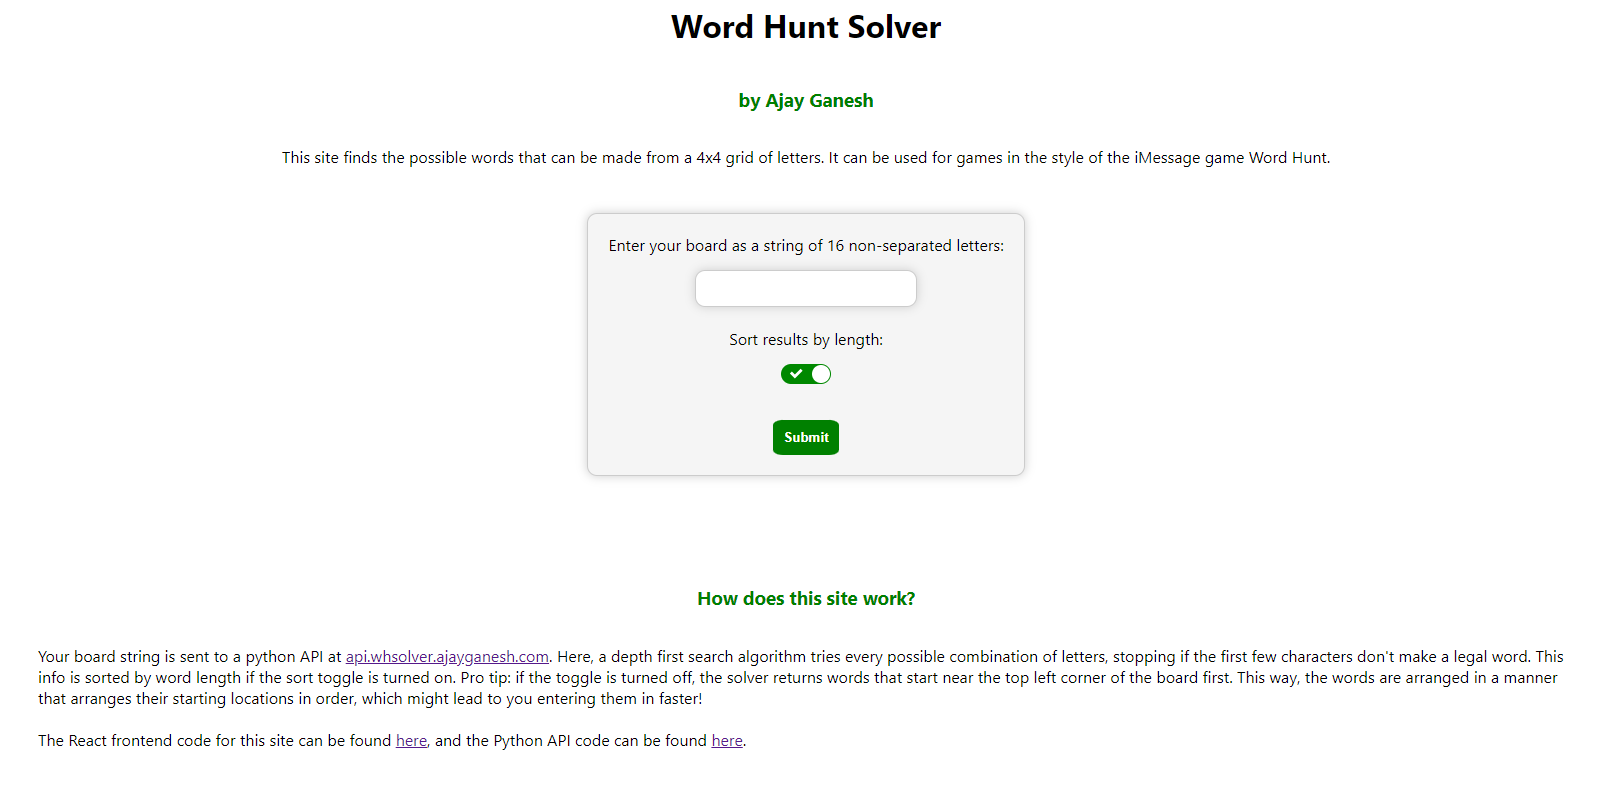 Word Hunt Solver
by Ajay Ganesh
This site finds the possible words that can be made from a 4x4 grid of letters. It can be used for games in the style of the iMessage game Word Hunt.
Enter your board as a string of 16 non-separated letters:
Sort results by length:
Submit
How does this site work?
Your board string is sent to a python API at api.whsolver.ajayganesh.com. Here, a depth first search algorithm tries every possible combination of letters, stopping if the first few characters don't make a legal word. This
info is sorted by word length if the sort toggle is turned on. Pro tip: if the toggle is turned off, the solver returns words that start near the top left corner of the board first. This way, the words are arranged in a manner
that arranges their starting locations in order, which might lead to you entering them in faster!
The React frontend code for this site can be found here, and the Python API code can be found here.